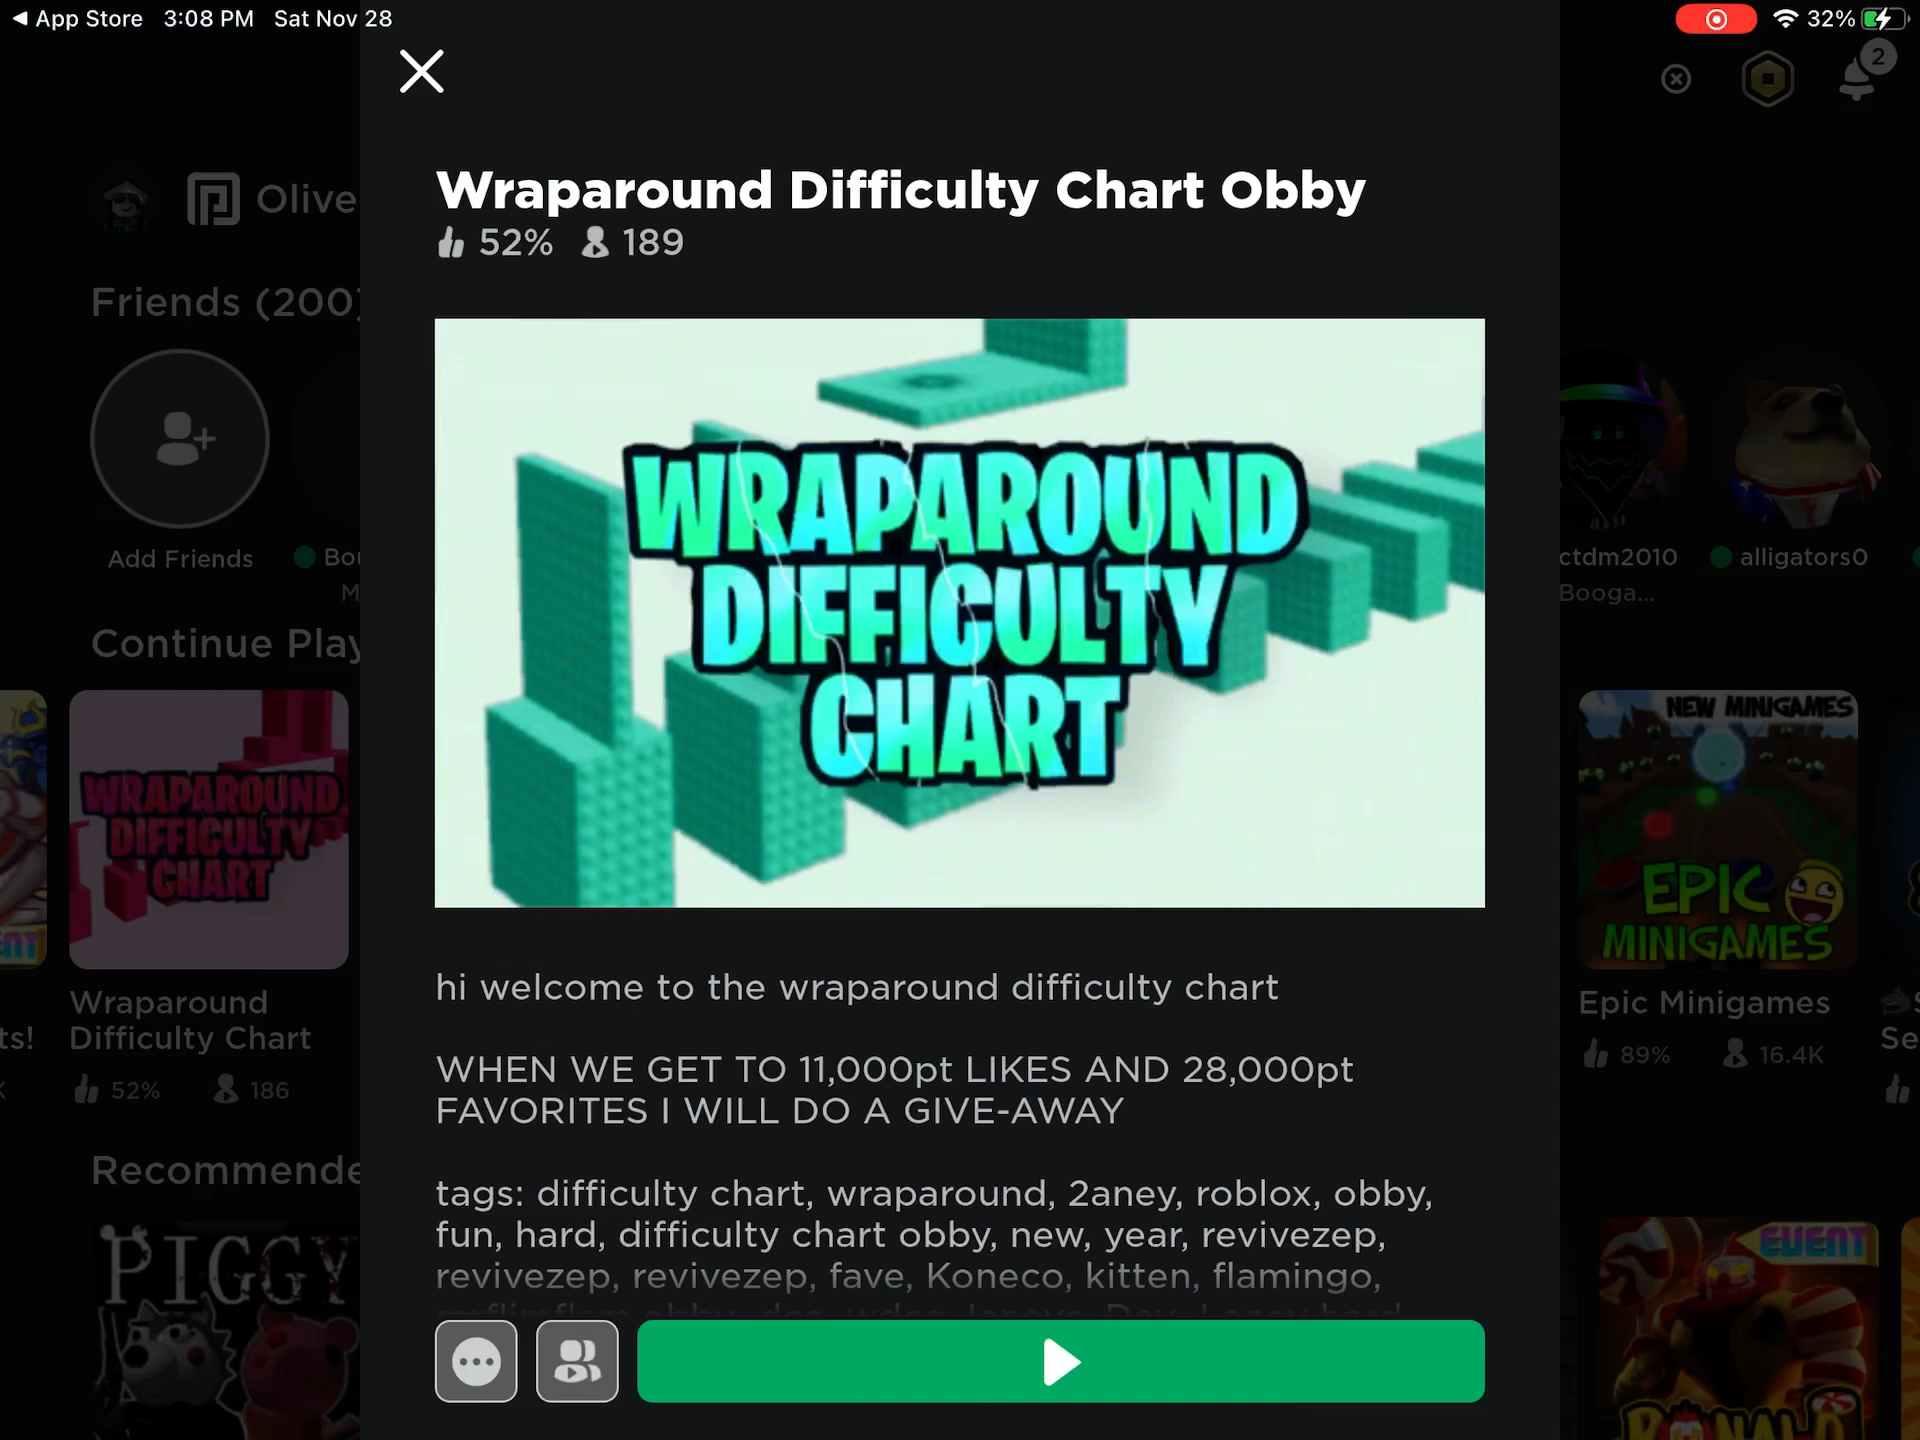 App Store 3:08 PM Sat Nov 28
32%
2
Wraparound Difficulty Chart Obby
52% 189
Olive
Friends (200)
WRAPAROUND
DIFFICULTY
CHART
Add Friends
Bou
M
ctdm2010
Booga...
alligators0
Continue Play
WRAPAROUND
DIFFICULTY
CHART
Wraparound
Difficulty Chart
52% 186
ts!
NEW MINIGAMES
EPIC
MINIGAMES
Epic Minigames
89% 16.4K
Se
hi welcome to the wraparound difficulty chart
WHEN WE GET TO 11,000pt LIKES AND 28,000pt
FAVORITES I WILL DO A GIVE-AWAY
tags: difficulty chart, wraparound, 2aney, roblox, obby,
fun, hard, difficulty chart obby, new, year, revivezep,
revivezep, revivezep, fave, Koneco, kitten, flamingo,
Recommende
PIGGY
EVENT